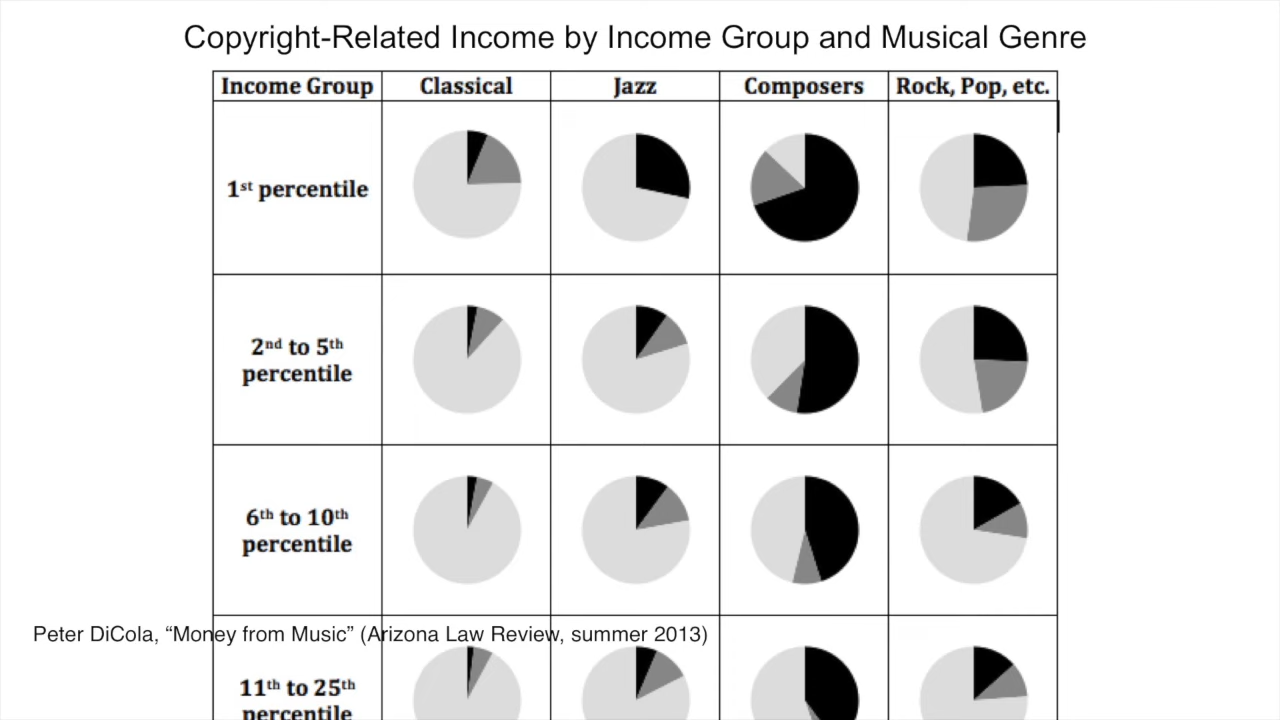 Copyright-Related Income by Income Group and Musical Genre
Income Group Classical Jazz Composers Rock, Pop, etc.
1st percentile
2nd to 5th
percentile
6th to 10th
percentile
Peter DiCola, “Money from Music” (Arizona Law Review, summer 2013)
11th to 25th
percentile